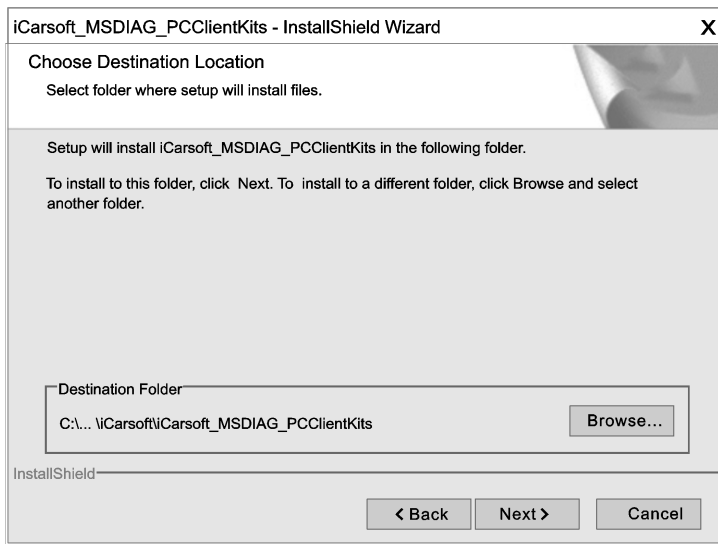 iCarsoft_MSDIAG_PCClientKits - InstallShield Wizard X
Choose Destination Location
Select folder where setup will install files.
Setup will install iCarsoft_MSDIAG_PCClientKits in the following folder.
To install to this folder, click Next. To install to a different folder, click Browse and select
another folder.
Destination Folder
C:\... \iCarsoft\iCarsoft_MSDIAG_PCClientKits
Browse...
InstallShield
< Back Next > Cancel